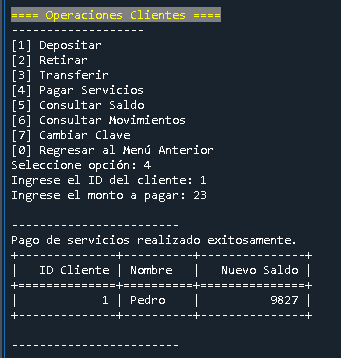 ==== Operaciones Clientes ====
-------------------
[1] Depositar
[2] Retirar
[3] Transferir
[4] Pagar Servicios
[5] Consultar Saldo
[6] Consultar Movimientos
[7] Cambiar Clave
[0] Regresar al Menú Anterior
Seleccione opción: 4
Ingrese el ID del cliente: 1
Ingrese el monto a pagar: 23
------------------------
Pago de servicios realizado exitosamente.
+--------------+----------+---------------+
|   ID Cliente | Nombre   |   Nuevo Saldo |
+==============+==========+===============+
|            1 | Pedro    |          9827 |
+--------------+----------+---------------+
------------------------